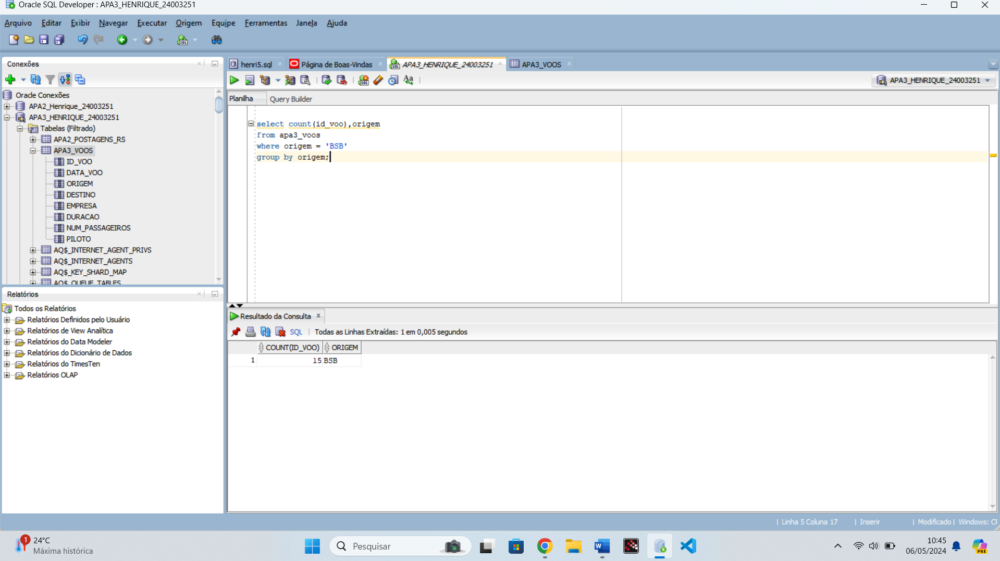 Oracle SQL Developer : APA3_HENRIQUE_24003251
Arquivo Editar Exibir Navegar Executar Origem Equipe Ferramentas Janela Ajuda
Conexões
Oracle Conexões
APA2_Henrique_24003251
APA3_HENRIQUE_24003251
Tabelas (Filtrado)
APA2_POSTAGENS_RS
APA3_VOOS
ID_VOO
DATA_VOO
ORIGEM
DESTINO
EMPRESA
DURACAO
NUM_PASSAGEIROS
PILOTO
AQ$_INTERNET_AGENT_PRIVS
AQ$_INTERNET_AGENTS
AQ$_KEY_SHARD_MAP
AQ$_QUEUE_TABLES
Relatórios
Todos os Relatórios
Relatórios Definidos pelo Usuário
Relatórios de View Analítica
Relatórios do Data Modeler
Relatórios do Dicionário de Dados
Relatórios do TimesTen
Relatórios OLAP
henri5.sql Página de Boas-Vindas APA3_HENRIQUE_24003251 APA3_VOOS
APA3_HENRIQUE_24003251
Planilha Query Builder
select count(id_voo),origem
from apa3_voos
where origem = 'BSB'
group by origem;
Resultado da Consulta
SQL | Todas as Linhas Extraídas: 1 em 0,005 segundos
COUNT(ID_VOO) ORIGEM
1 15 BSB
| Linha 5 Coluna 17 | Inserir | Modificado | Windows: CF
1 24°C
Máxima histórica
Pesquisar
PRE
10:45
06/05/2024